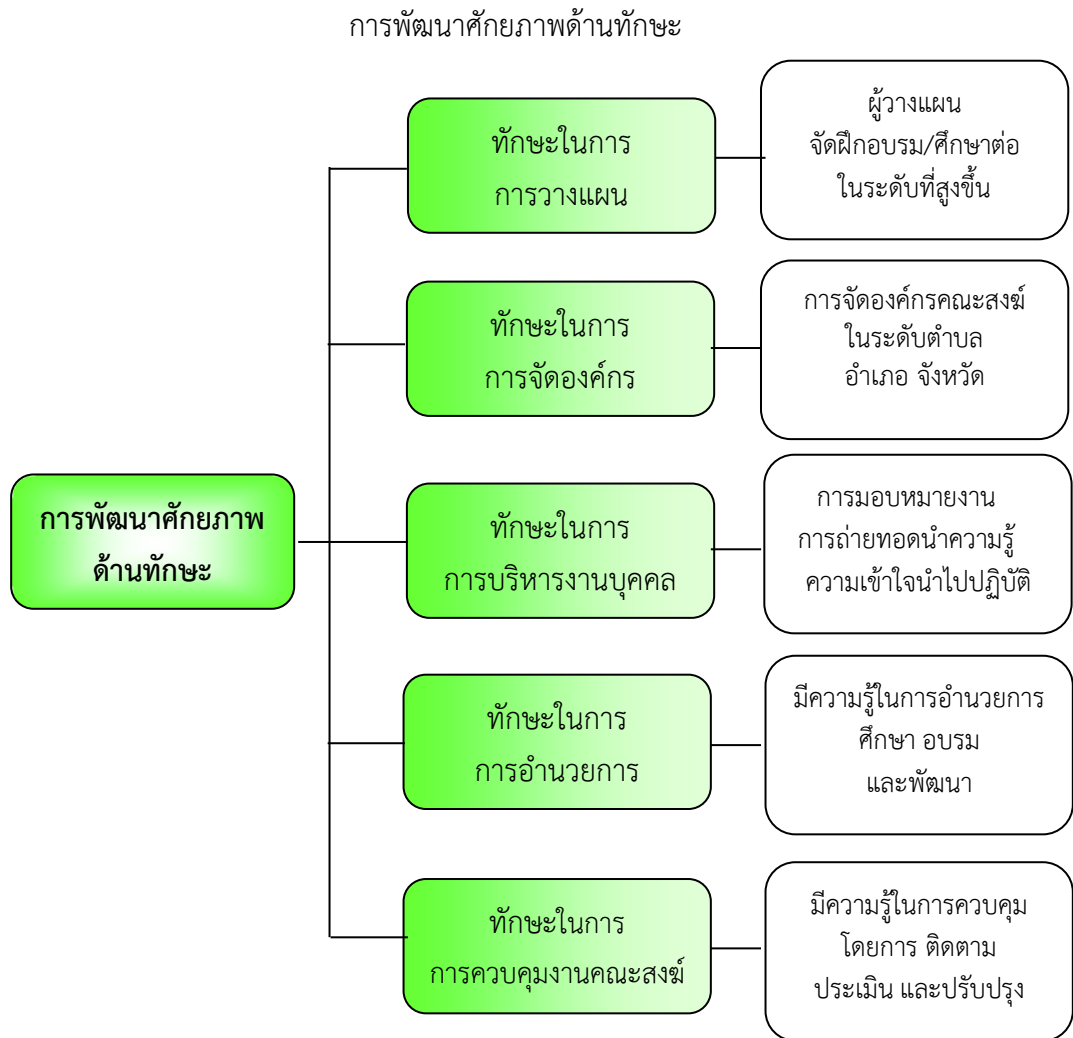 การพัฒนาศักยภาพด้านทักษะ
ทักษะในการ
การวางแผน
ผู้วางแผน
จัดฝึกอบรม/ศึกษาต่อ
ในระดับที่สูงขึ้น
ทักษะในการ
การจัดองค์กร
การจัดองค์กรคณะสงฆ์
ในระดับตำบล
อำเภอ จังหวัด
การพัฒนาศักยภาพ
ด้านทักษะ
ทักษะในการ
การบริหารงานบุคคล
การมอบหมายงาน
การถ่ายทอดนำความรู้
ความเข้าใจนำไปปฏิบัติ
ทักษะในการ
การอำนวยการ
มีความรู้ในการอำนวยการ
ศึกษา อบรม
และพัฒนา
ทักษะในการ
การควบคุมงานคณะสงฆ์
มีความรู้ในการควบคุม
โดยการ ติดตาม
ประเมิน และปรับปรุง